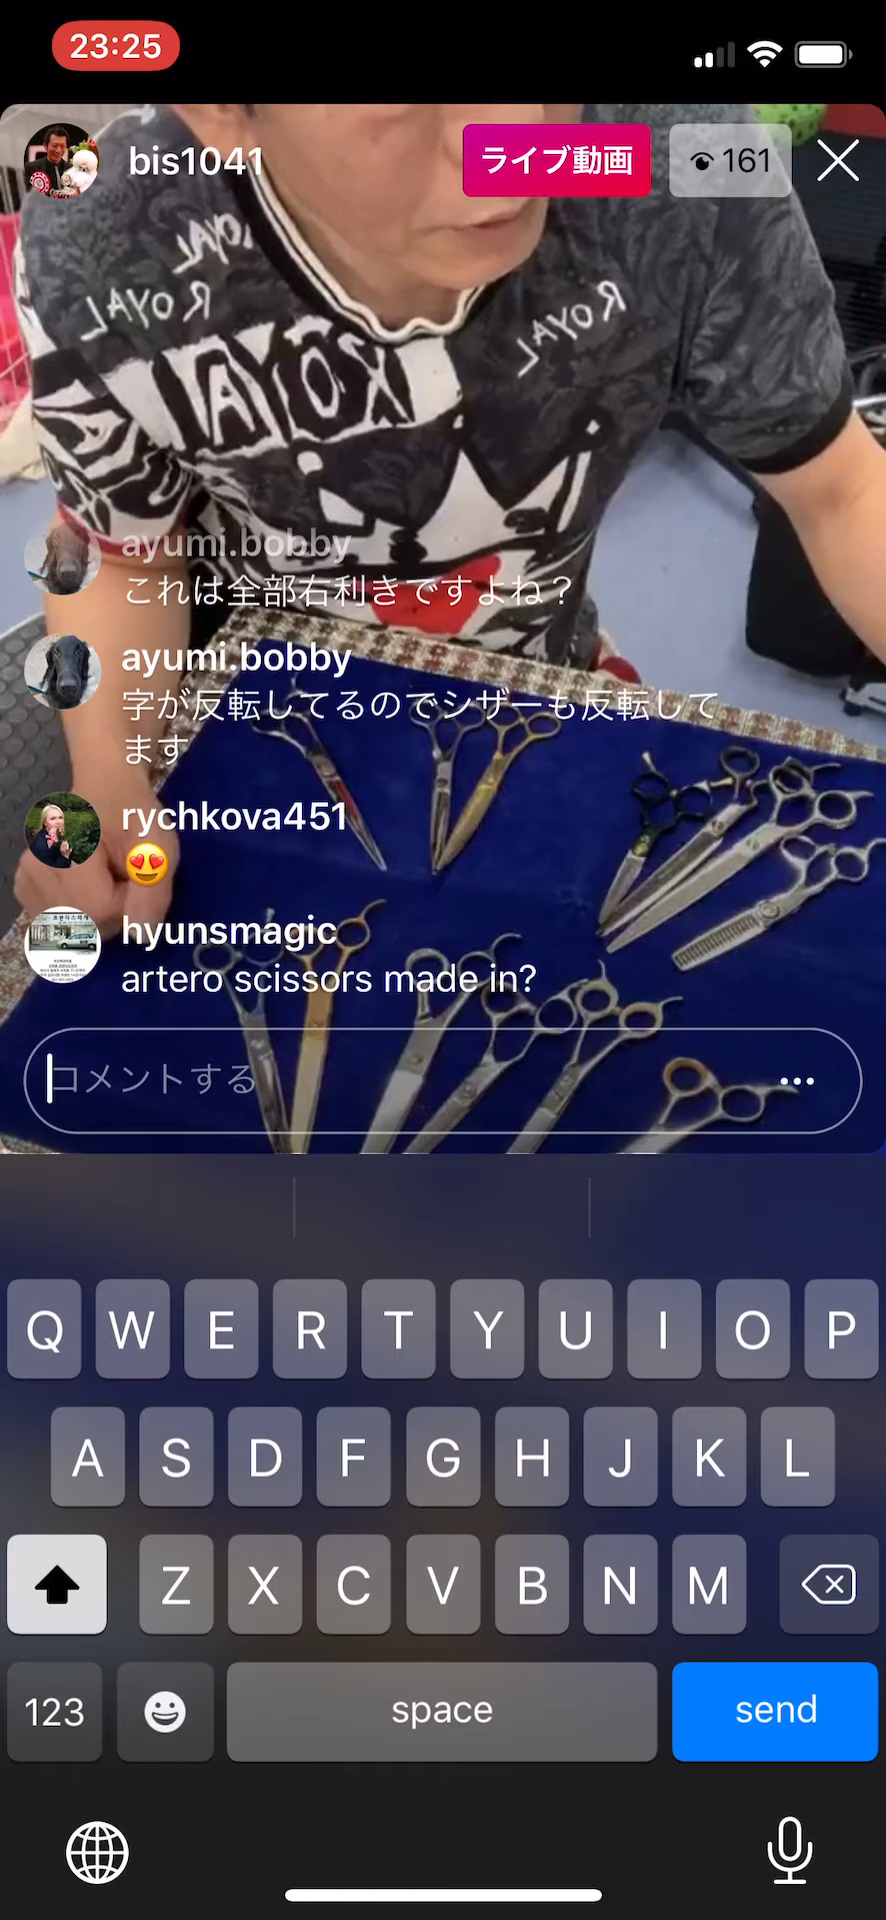 23:25
bis1041
ライブ動画
161
ROYAL
ROYAL
ROYAL
ROYAL
ayumi.bobby
これは全部右利きですよね？
ayumi.bobby
字が反転してるのでシザーも反転して
ます
rychkova451
😍
hyunsmagic
artero scissors made in?
コメントする
Q W E R T Y U I O P
A S D F G H J K L
Z X C V B N M
123
space
send